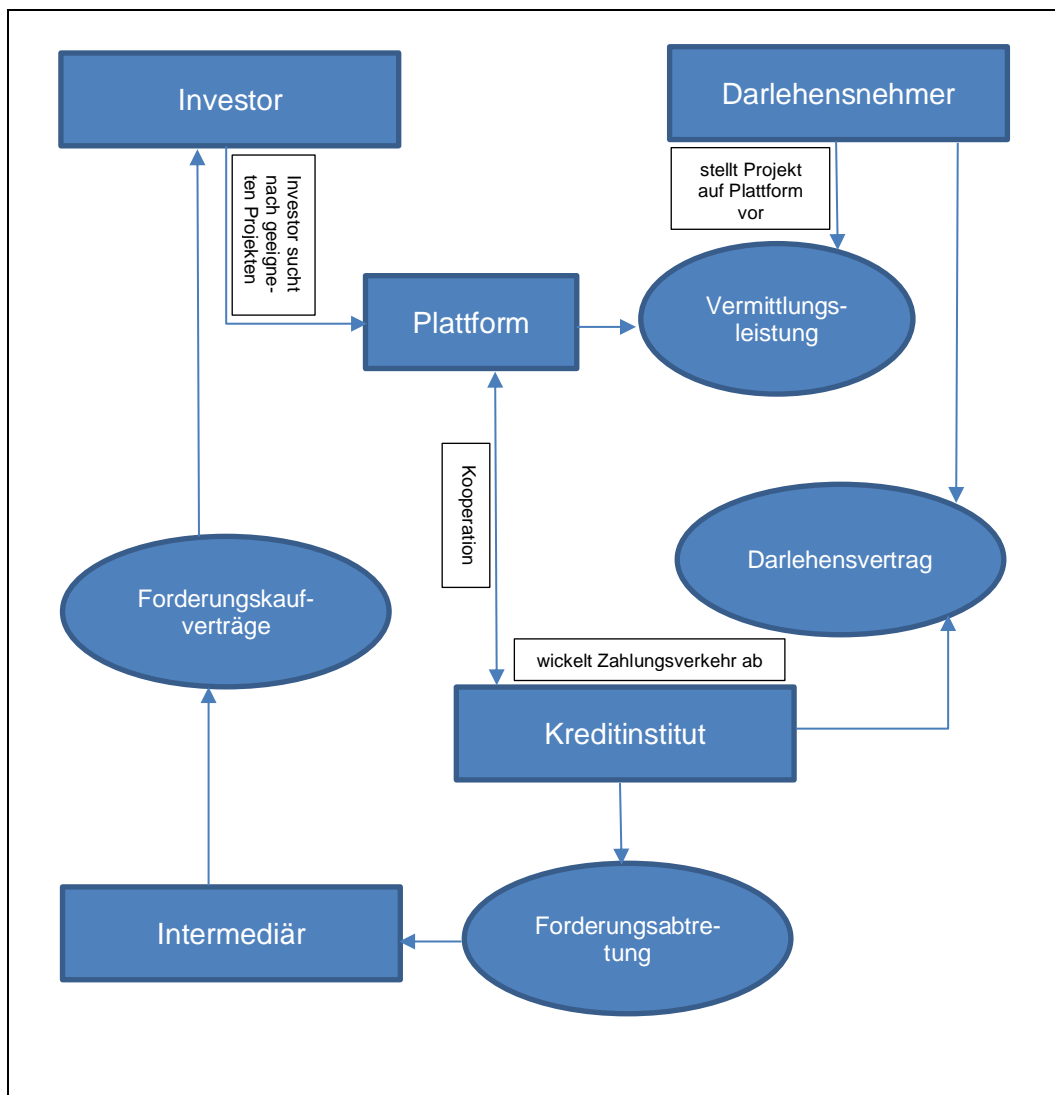 Investor
Darlehensnehmer
Investor sucht
nach geeigne-
ten Projekten
stellt Projekt
auf Plattform
vor
Plattform
Vermittlungs-
leistung
Kooperation
Darlehensvertrag
Forderungskauf-
verträge
wickelt Zahlungsverkehr ab
Kreditinstitut
Intermediär
Forderungsabtre-
tung